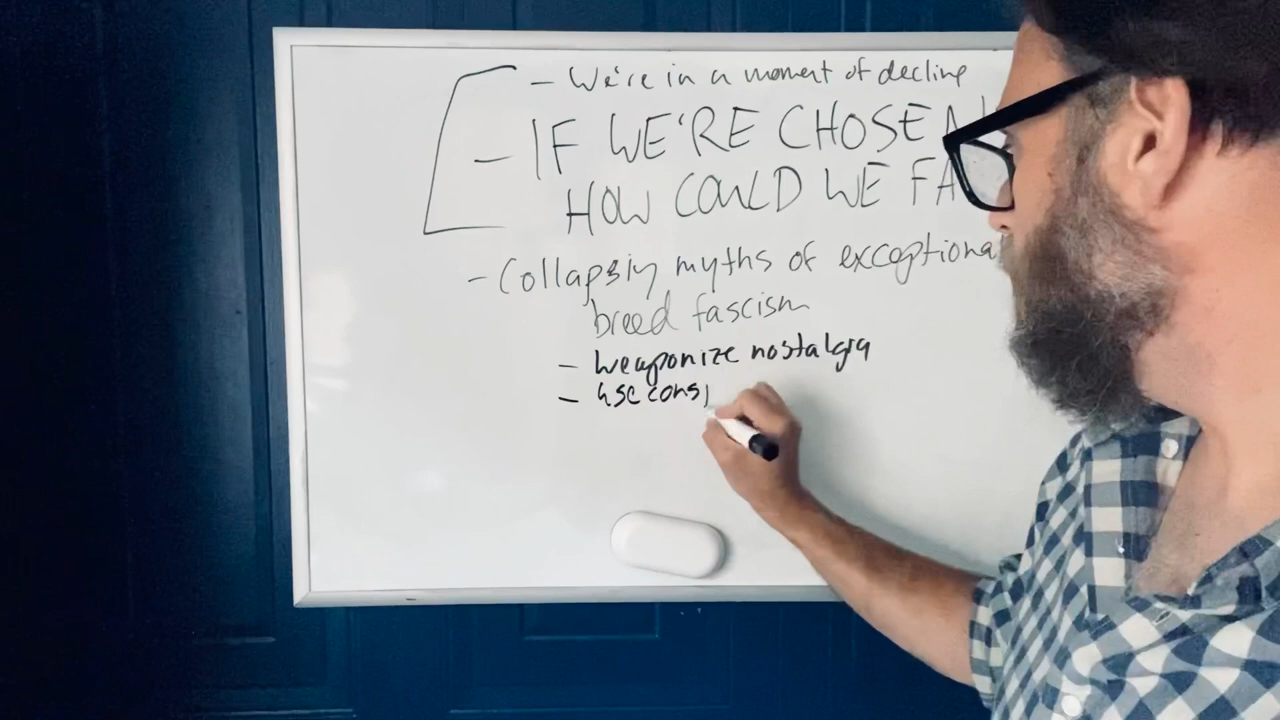 - We're in a moment of decline
- IF WE'RE CHOSEN
HOW COULD WE FA
- Collapsing myths of exceptional
breed fascism
- weaponize nostalgia
- use consp